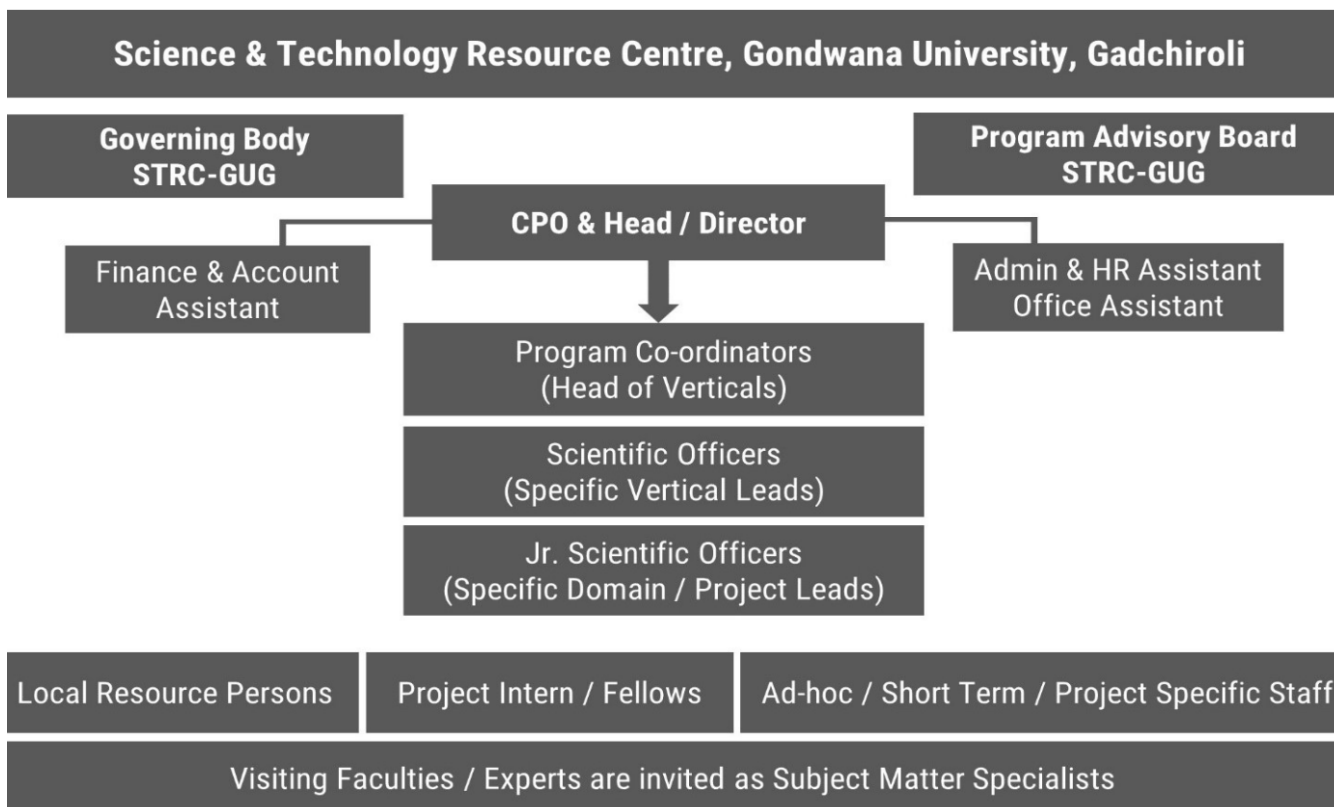 Science & Technology Resource Centre, Gondwana University, Gadchiroli
Governing Body
STRC-GUG
Program Advisory Board
STRC-GUG
CPO & Head / Director
Finance & Account
Assistant
Admin & HR Assistant
Office Assistant
Program Co-ordinators
(Head of Verticals)
Scientific Officers
(Specific Vertical Leads)
Jr. Scientific Officers
(Specific Domain / Project Leads)
Local Resource Persons
Project Intern / Fellows
Ad-hoc / Short Term / Project Specific Staff
Visiting Faculties / Experts are invited as Subject Matter Specialists